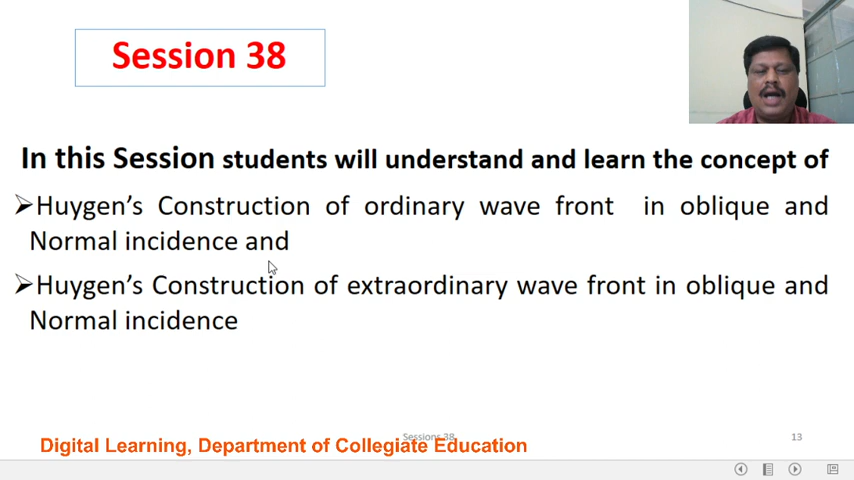 Session 38
In this Session students will understand and learn the concept of
➢Huygen's Construction of ordinary wave front in oblique and
Normal incidence and
➢Huygen's Construction of extraordinary wave front in oblique and
Normal incidence
Sessions 38
13
Digital Learning, Department of Collegiate Education